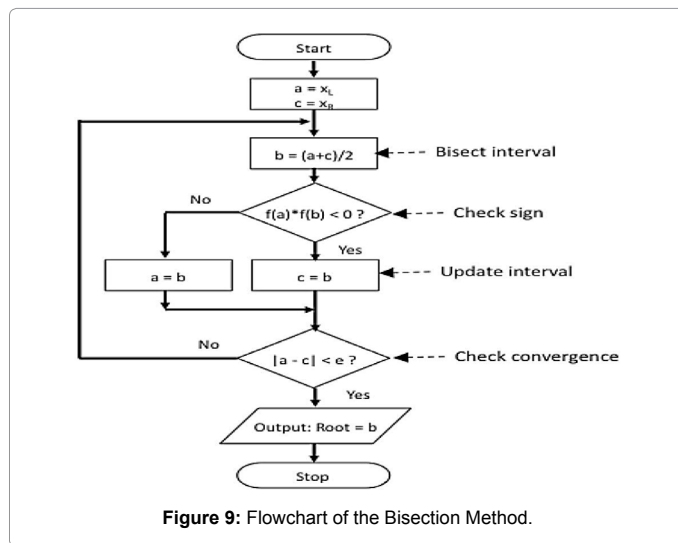 Start
a = xL
c = xR
b = (a+c)/2
Bisect interval
No
f(a)*f(b) < 0 ?
Check sign
Yes
a = b
c = b
Update interval
No
|a - c| < e ?
Check convergence
Yes
Output: Root = b
Stop
Figure 9: Flowchart of the Bisection Method.